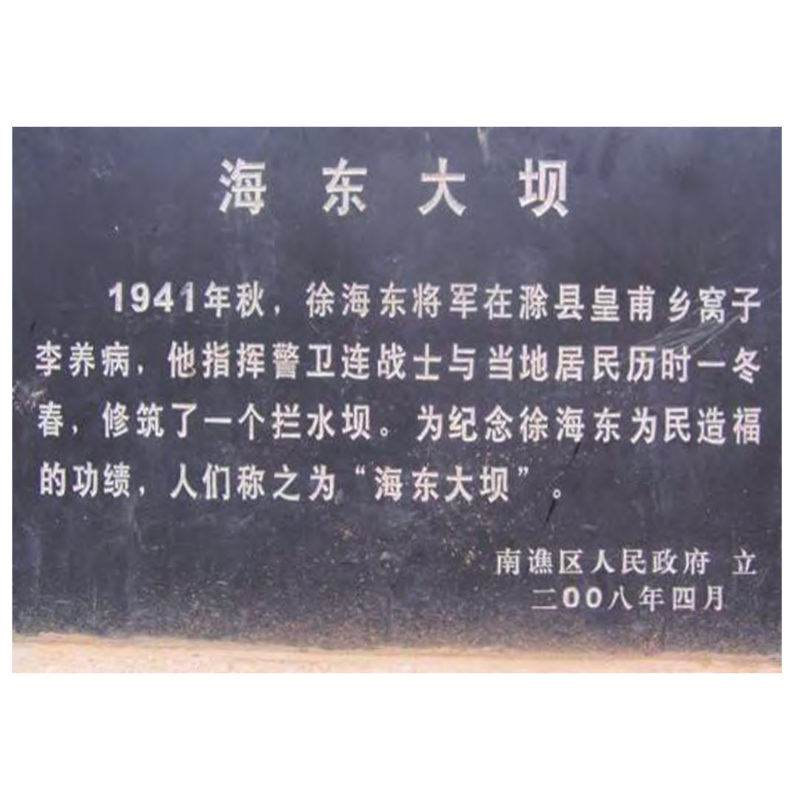 海东大坝
1941年秋，徐海东将军在滁县皇甫乡窝子
李养病，他指挥警卫连战士与当地居民历时一冬
春，修筑了一个拦水坝。为纪念徐海东为民造福
的功绩，人们称之为“海东大坝”。
南谯区人民政府 立
二00八年四月